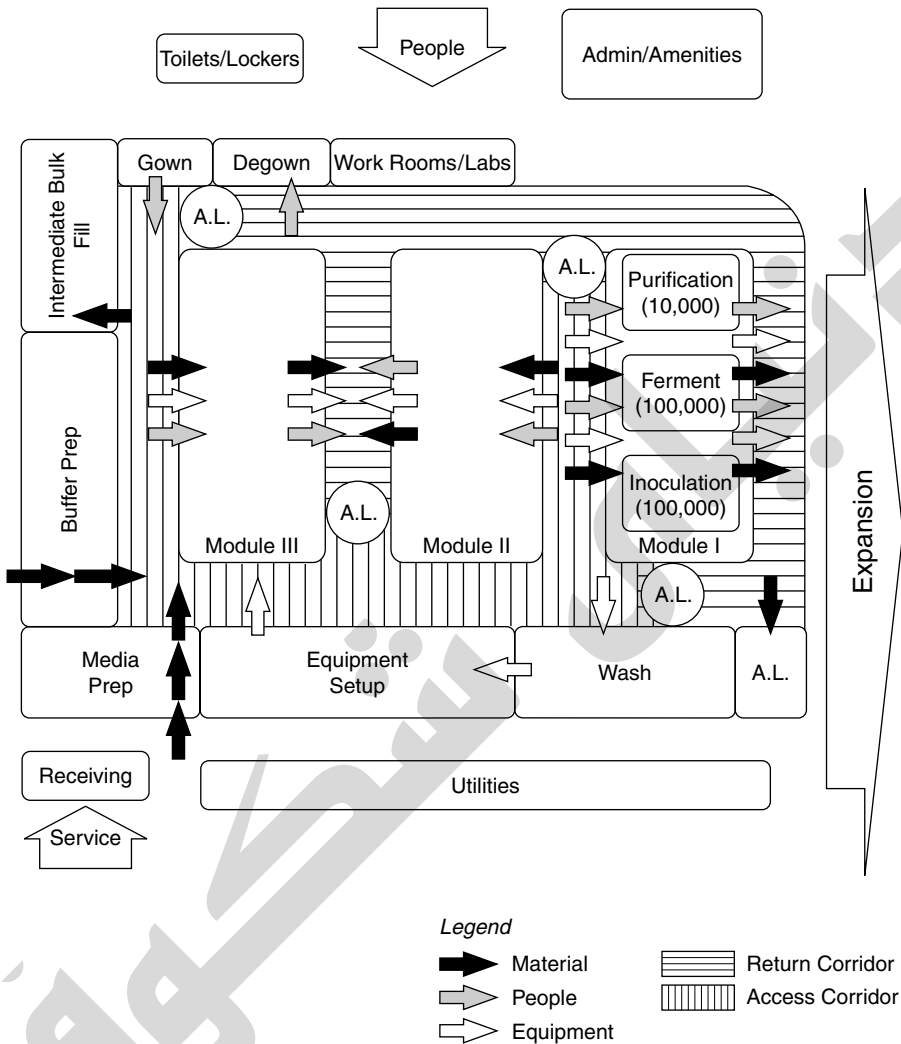 Toilets/Lockers
People
Admin/Amenities
Intermediate Bulk
Fill
Gown
Degown
Work Rooms/Labs
A.L.
A.L.
Purification
(10,000)
Ferment
(100,000)
Inoculation
(100,000)
Buffer Prep
A.L.
Module III
Module II
Module I
Expansion
A.L.
Media
Prep
Equipment
Setup
Wash
A.L.
Receiving
Utilities
Service
Legend
Material
People
Equipment
Return Corridor
Access Corridor